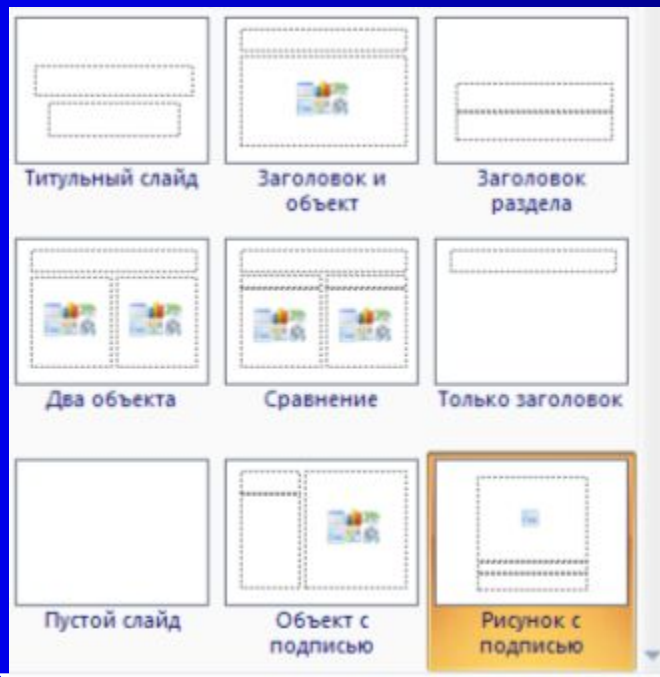 Титульный слайд
Заголовок и
объект
Заголовок
раздела
Два объекта
Сравнение
Только заголовок
Пустой слайд
Объект с
подписью
Рисунок с
подписью